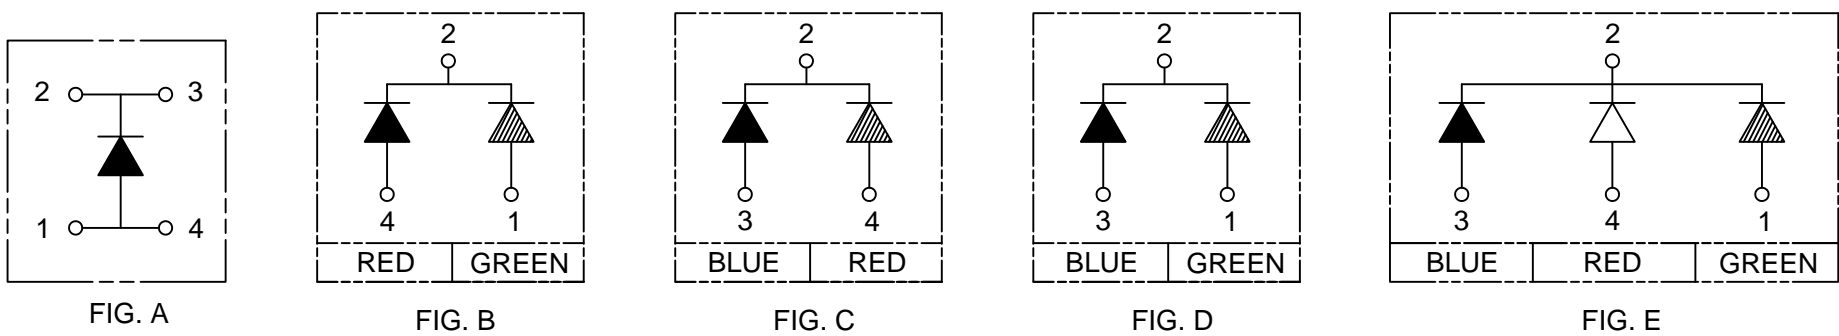 2 3
1 4
FIG. A
2
4 1
RED GREEN
FIG. B
2
3 4
BLUE RED
FIG. C
2
3 1
BLUE GREEN
FIG. D
2
3 4 1
BLUE RED GREEN
FIG. E